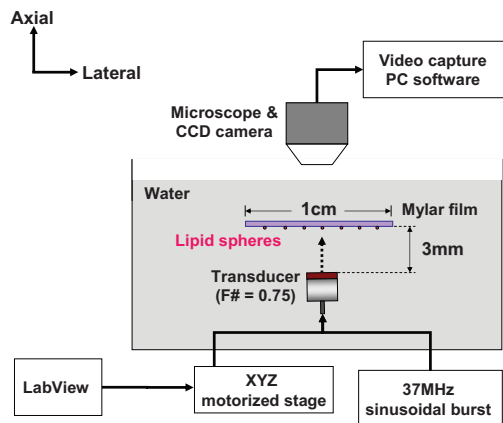 Axial
Lateral
Video capture
PC software
Microscope &
CCD camera
Water
1cm
Mylar film
Lipid spheres
3mm
Transducer
(F# = 0.75)
LabView
XYZ
motorized stage
37MHz
sinusoidal burst